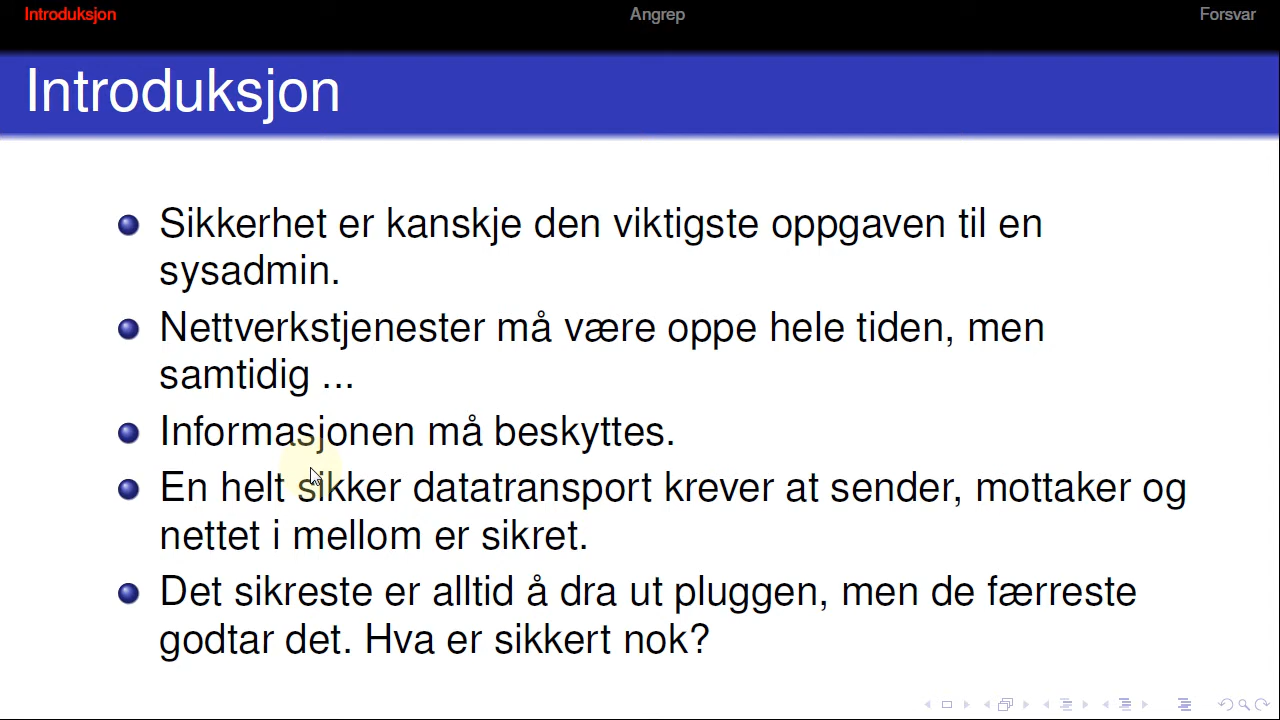 Introduksjon Angrep Forsvar
Introduksjon
Sikkerhet er kanskje den viktigste oppgaven til en
sysadmin.
Nettverkstjenester må være oppe hele tiden, men
samtidig ...
Informasjonen må beskyttes.
En helt sikker datatransport krever at sender, mottaker og
nettet i mellom er sikret.
Det sikreste er alltid å dra ut pluggen, men de færreste
godtar det. Hva er sikkert nok?